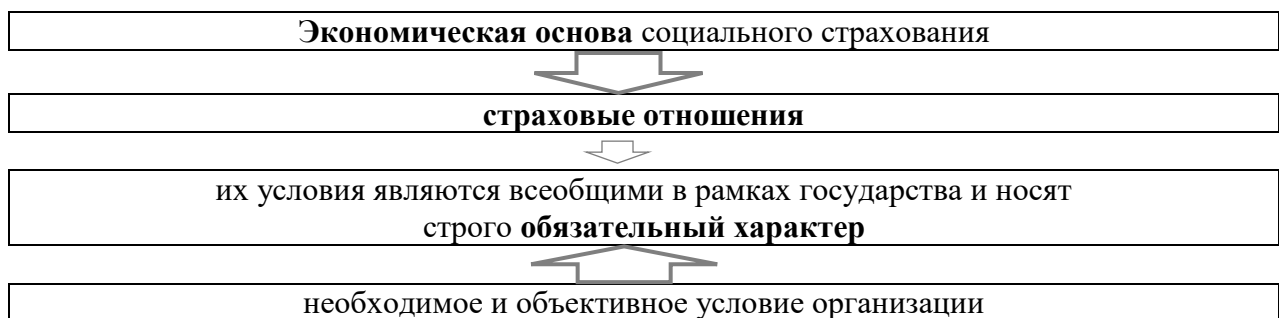 Экономическая основа социального страхования
страховые отношения
их условия являются всеобщими в рамках государства и носят
строго обязательный характер
необходимое и объективное условие организации